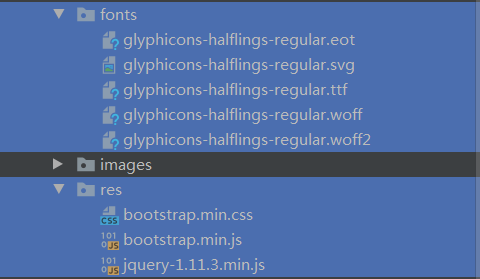 fonts
glyphicons-halflings-regular.eot
glyphicons-halflings-regular.svg
glyphicons-halflings-regular.ttf
glyphicons-halflings-regular.woff
glyphicons-halflings-regular.woff2
images
res
bootstrap.min.css
bootstrap.min.js
jquery-1.11.3.min.js